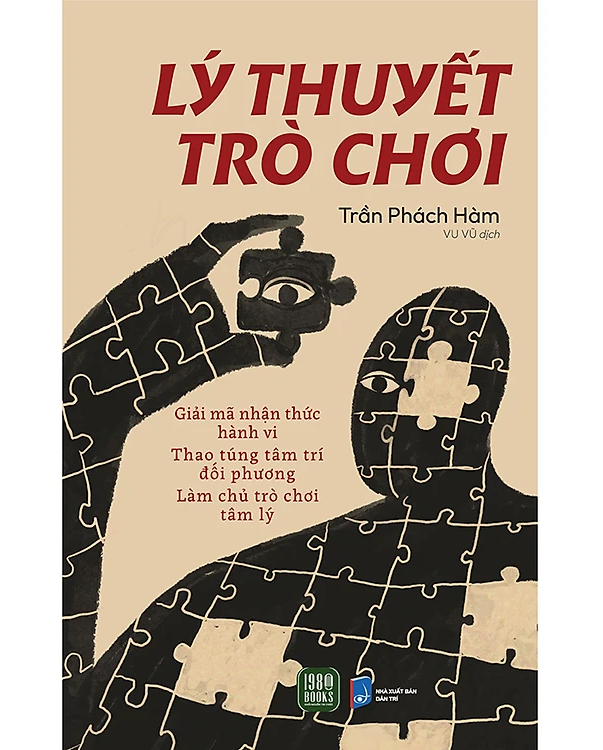 LÝ THUYẾT
TRÒ CHƠI
Trần Phách Hàm
VU VŨ dịch
Giải mã nhận thức
hành vi
Thao túng tâm trí
đối phương
Làm chủ trò chơi
tâm lý
1980
BOOKS
NHÀ XUẤT BẢN
DÂN TRÍ